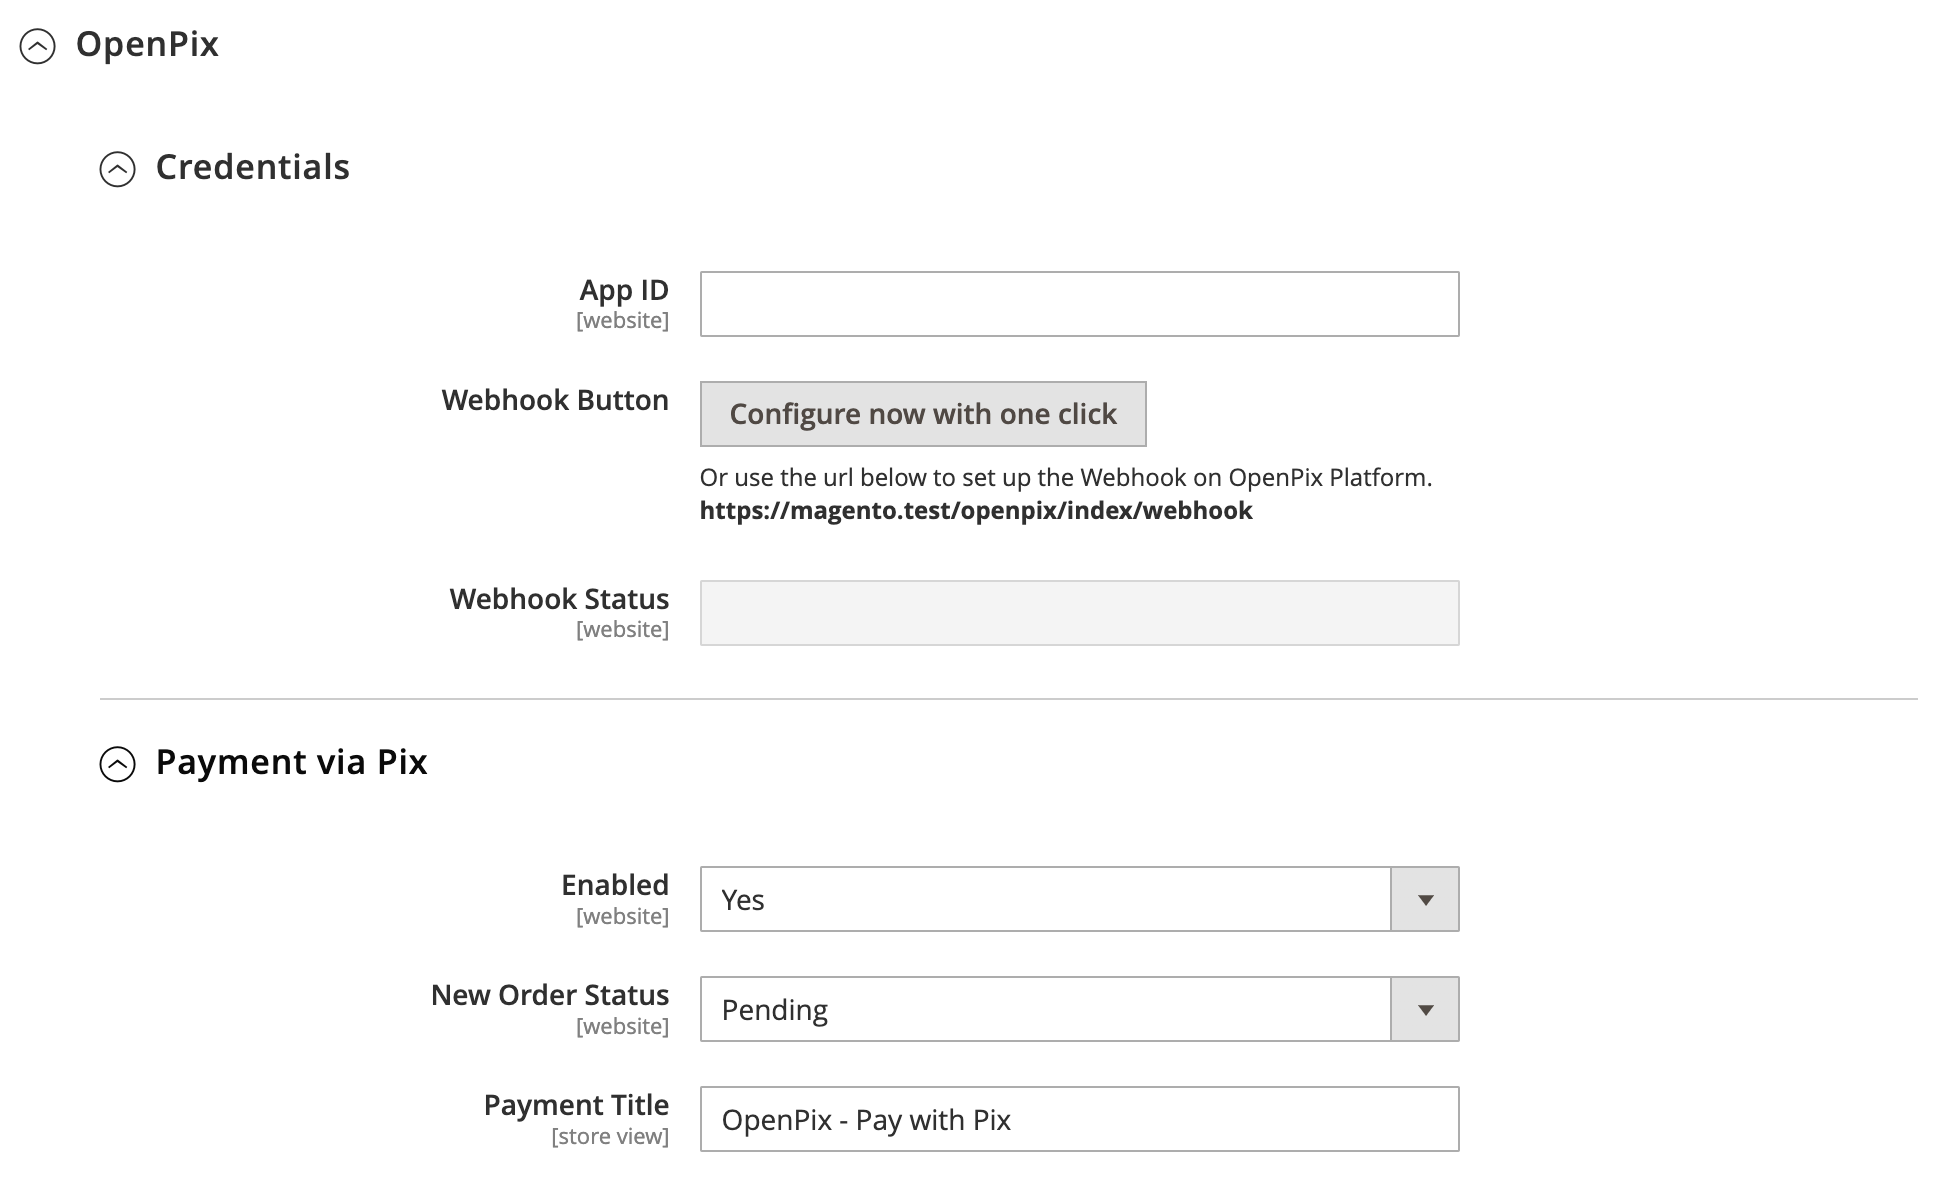 OpenPix
Credentials
App ID
[website]
Webhook Button
Configure now with one click
Or use the url below to set up the Webhook on OpenPix Platform.
https://magento.test/openpix/index/webhook
Webhook Status
[website]
Payment via Pix
Enabled
[website]
Yes
New Order Status
[website]
Pending
Payment Title
[store view]
OpenPix - Pay with Pix